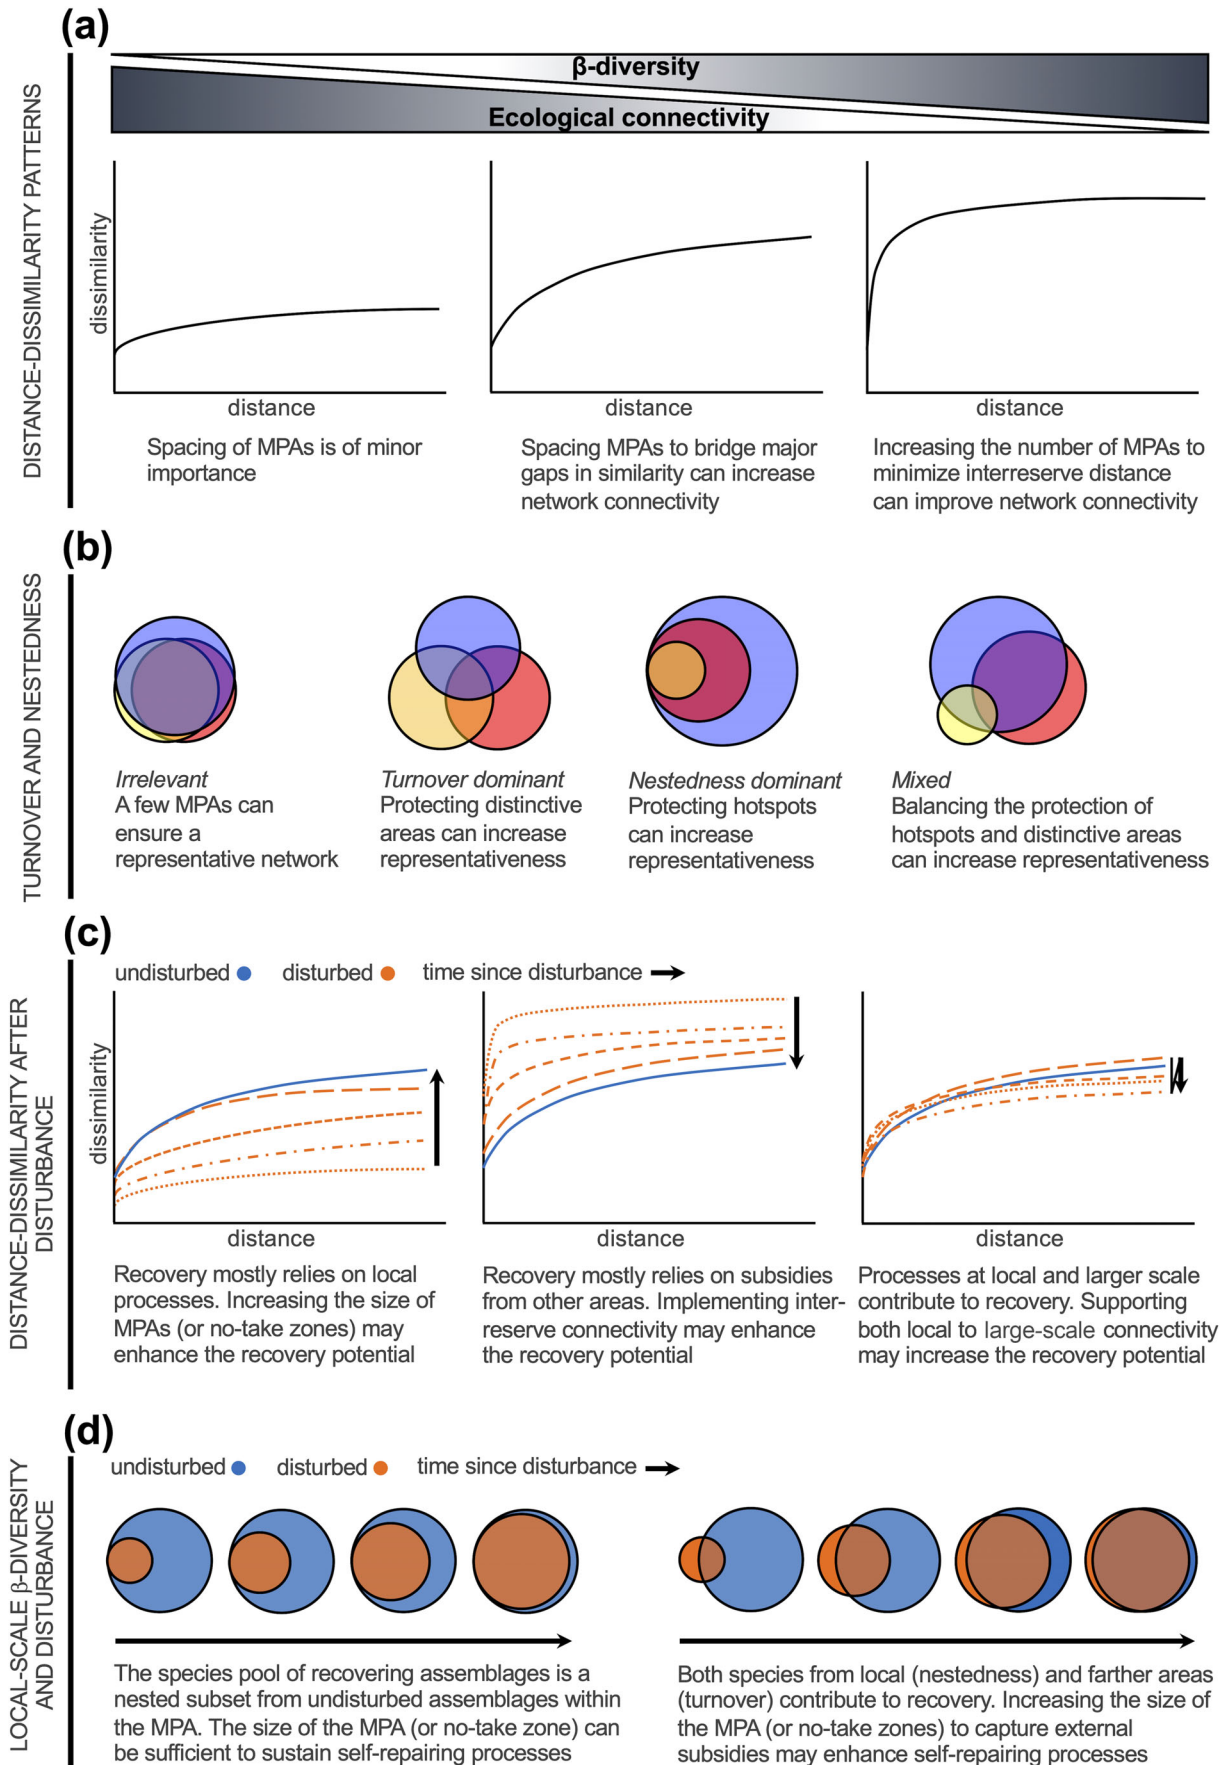 (a)
DISTANCE-DISSIMILARITY PATTERNS
β-diversity
Ecological connectivity
dissimilarity
distance
distance
distance
Spacing of MPAs is of minor
importance
Spacing MPAs to bridge major
gaps in similarity can increase
network connectivity
Increasing the number of MPAs to
minimize interreserve distance
can improve network connectivity
(b)
TURNOVER AND NESTEDNESS
Irrelevant
A few MPAs can
ensure a
representative network
Turnover dominant
Protecting distinctive
areas can increase
representativeness
Nestedness dominant
Protecting hotspots
can increase
representativeness
Mixed
Balancing the protection of
hotspots and distinctive areas
can increase representativeness
(c)
DISTANCE-DISSIMILARITY AFTER
DISTURBANCE
undisturbed disturbed time since disturbance
dissimilarity
distance
distance
distance
Recovery mostly relies on local
processes. Increasing the size of
MPAs (or no-take zones) may
enhance the recovery potential
Recovery mostly relies on subsidies
from other areas. Implementing inter-
reserve connectivity may enhance
the recovery potential
Processes at local and larger scale
contribute to recovery. Supporting
both local to large-scale connectivity
may increase the recovery potential
(d)
LOCAL-SCALE β-DIVERSITY
AND DISTURBANCE
undisturbed disturbed time since disturbance
The species pool of recovering assemblages is a
nested subset from undisturbed assemblages within
the MPA. The size of the MPA (or no-take zone) can
be sufficient to sustain self-repairing processes
Both species from local (nestedness) and farther areas
(turnover) contribute to recovery. Increasing the size of
the MPA (or no-take zones) to capture external
subsidies may enhance self-repairing processes